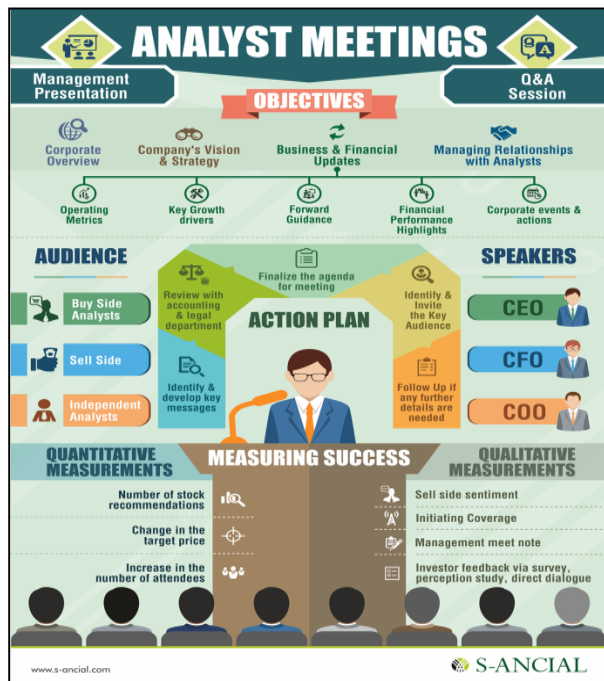 ANALYST MEETINGS
Management
Presentation
Q&A
Session
OBJECTIVES
Corporate
Overview
Company's Vision
& Strategy
Business & Financial
Updates
Managing Relationships
with Analysts
Operating
Metrics
Key Growth
drivers
Forward
Guidance
Financial
Performance
Highlights
Corporate events &
actions
AUDIENCE
Buy Side
Analysts
Sell Side
Independent
Analysts
Finalize the agenda
for meeting
Review with
accounting
& legal
department
Identify &
develop key
messages
ACTION PLAN
Identify &
Invite
the Key
Audience
Follow Up if
any further
details are
needed
SPEAKERS
CEO
CFO
COO
MEASURING SUCCESS
QUANTITATIVE
MEASUREMENTS
Number of stock
recommendations
Change in the
target price
Increase in the
number of attendees
QUALITATIVE
MEASUREMENTS
Sell side sentiment
Initiating Coverage
Management meet note
Investor feedback via survey,
perception study, direct dialogue
www.s-ancial.com
S-ANCIAL